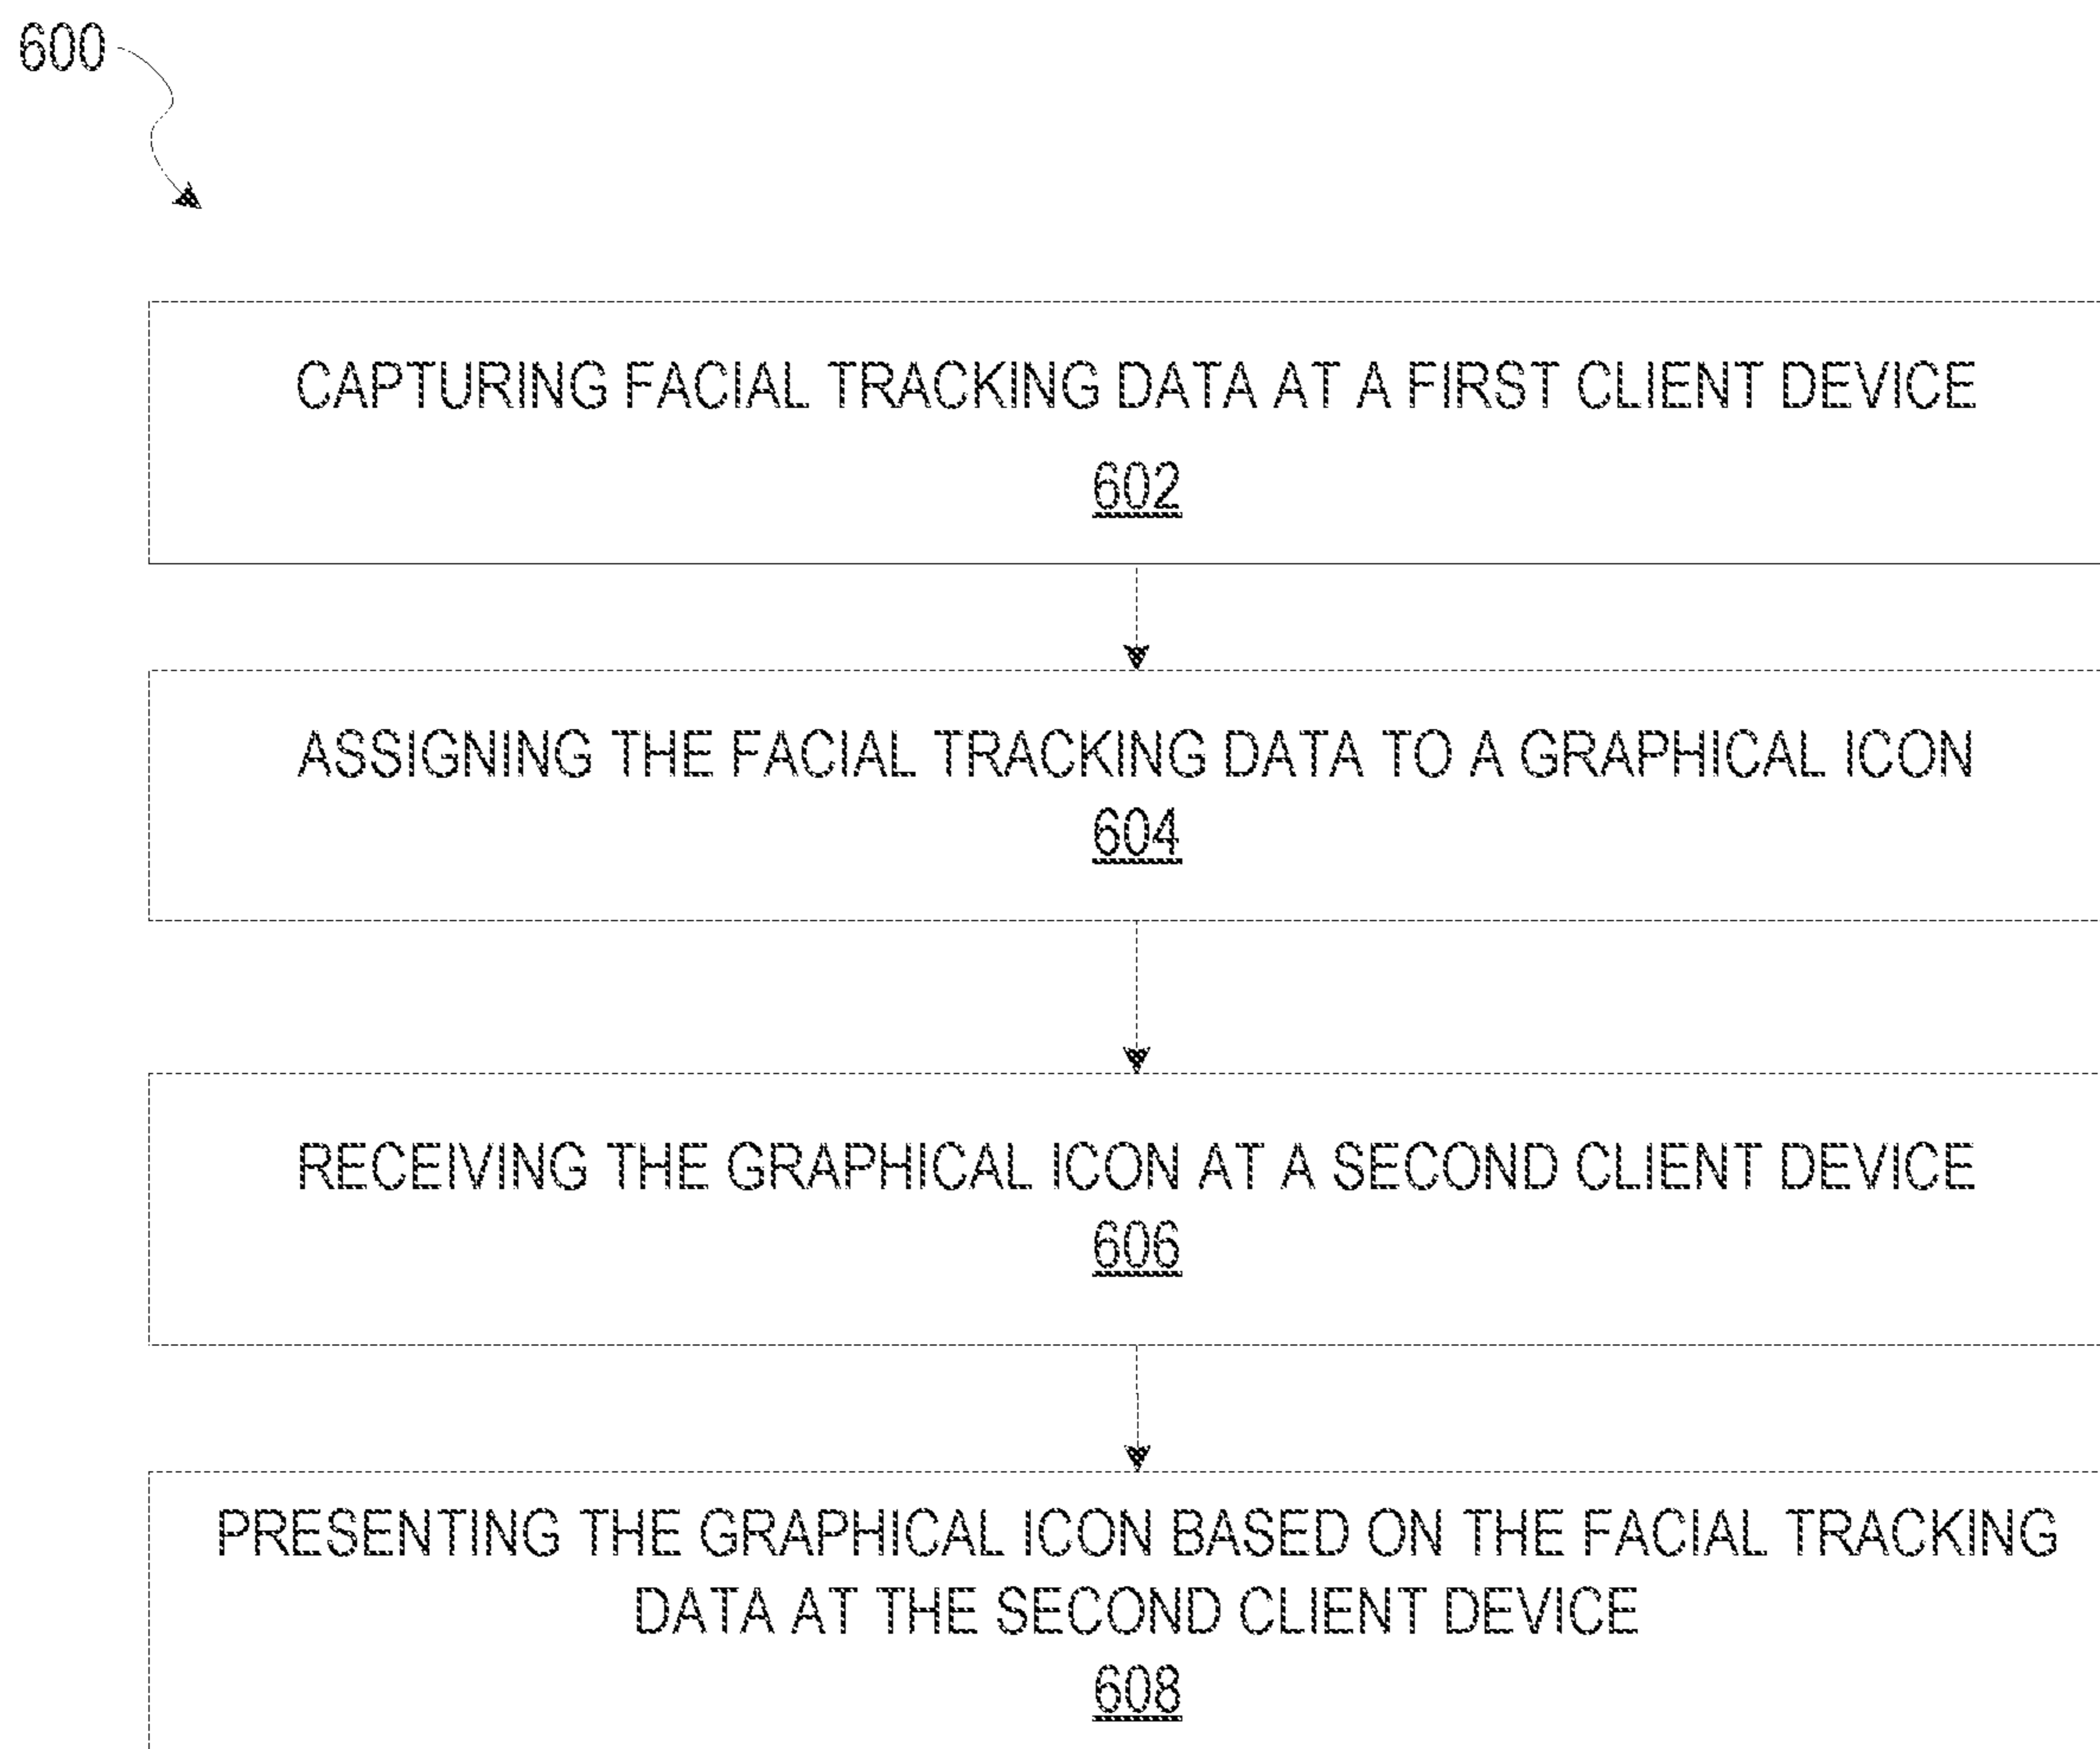 600
CAPTURING FACIAL TRACKING DATA AT A FIRST CLIENT DEVICE
602
ASSIGNING THE FACIAL TRACKING DATA TO A GRAPHICAL ICON
604
RECEIVING THE GRAPHICAL ICON AT A SECOND CLIENT DEVICE
606
PRESENTING THE GRAPHICAL ICON BASED ON THE FACIAL TRACKING
DATA AT THE SECOND CLIENT DEVICE
608